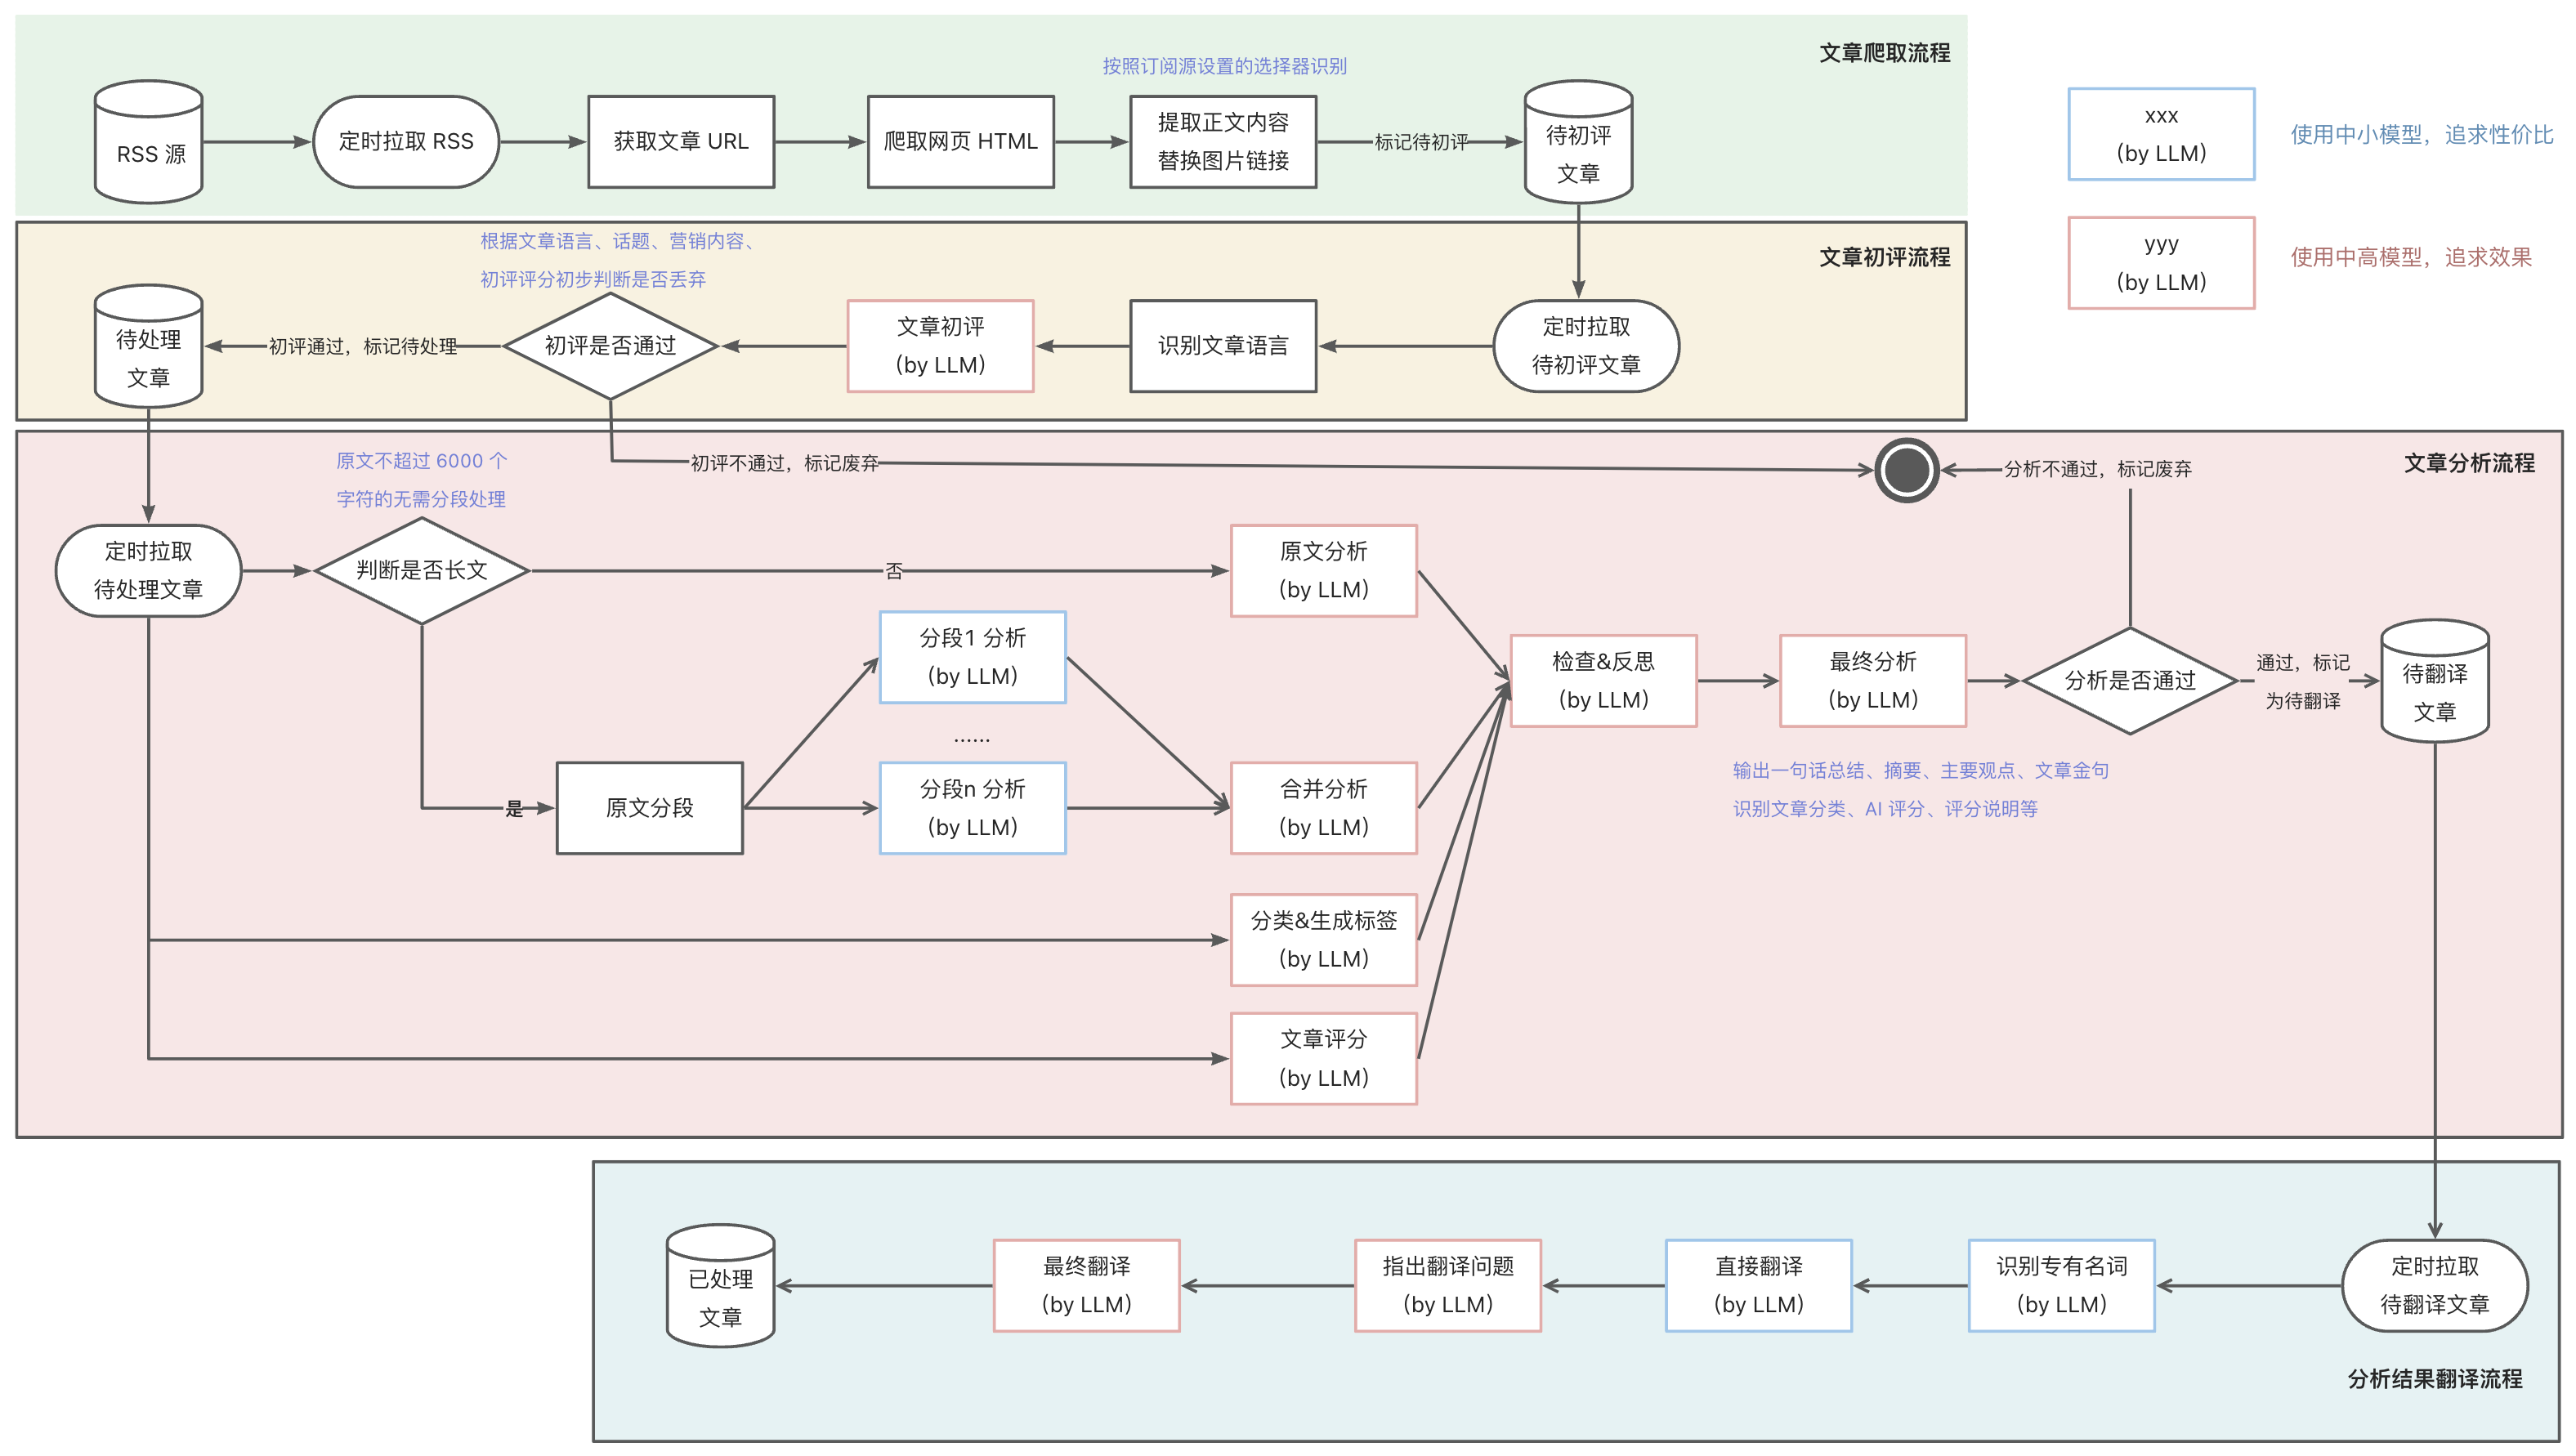 文章爬取流程
按照订阅源设置的选择器识别
RSS 源
定时拉取 RSS
获取文章 URL
爬取网页 HTML
提取正文内容
替换图片链接
标记待初评
待初评
文章
xxx
(by LLM)
使用中小模型，追求性价比
yyy
(by LLM)
使用中高模型，追求效果
文章初评流程
根据文章语言、话题、营销内容、
初评评分初步判断是否丢弃
待处理
文章
初评通过，标记待处理
初评是否通过
文章初评
(by LLM)
识别文章语言
定时拉取
待初评文章
文章分析流程
初评不通过，标记废弃
分析不通过，标记废弃
原文不超过 6000 个
字符的无需分段处理
定时拉取
待处理文章
判断是否长文
否
原文分析
(by LLM)
分段1 分析
(by LLM)
......
是
原文分段
分段n 分析
(by LLM)
合并分析
(by LLM)
检查&反思
(by LLM)
最终分析
(by LLM)
分析是否通过
通过，标记
为待翻译
待翻译
文章
输出一句话总结、摘要、主要观点、文章金句
识别文章分类、AI 评分、评分说明等
分类&生成标签
(by LLM)
文章评分
(by LLM)
已处理
文章
最终翻译
(by LLM)
指出翻译问题
(by LLM)
直接翻译
(by LLM)
识别专有名词
(by LLM)
定时拉取
待翻译文章
分析结果翻译流程